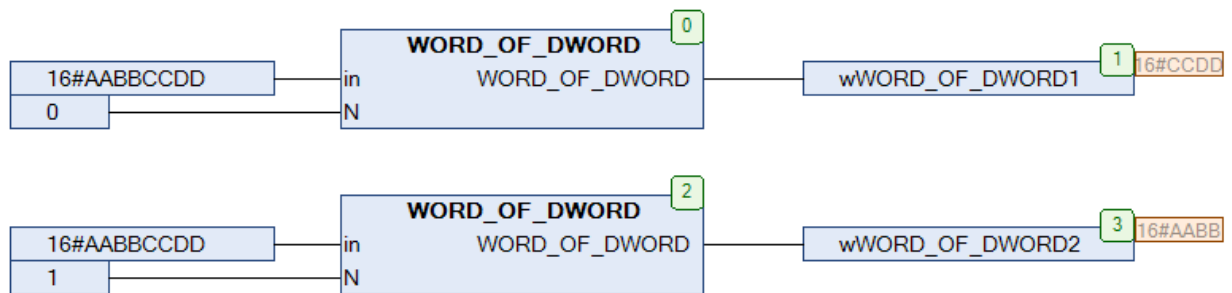 0
WORD_OF_DWORD
16#AABBCCDD in WORD_OF_DWORD wWORD_OF_DWORD1 1 16#CCDD
0 N
2
WORD_OF_DWORD
16#AABBCCDD in WORD_OF_DWORD wWORD_OF_DWORD2 3 16#AABB
1 N